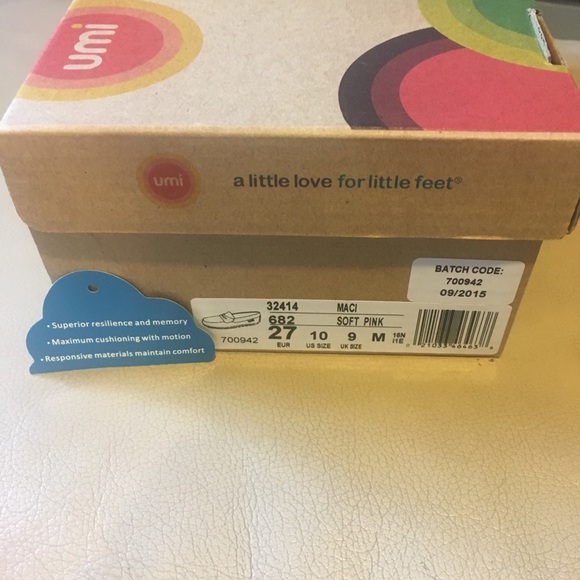 umi
umi
a little love for little feet®
BATCH CODE:
700942
09/2015
• Superior resilience and memory
• Maximum cushioning with motion
• Responsive materials maintain comfort
32414 MACI
682 SOFT PINK
700942
27 10 9 M 16N
EUR US SIZE UK SIZE I1E